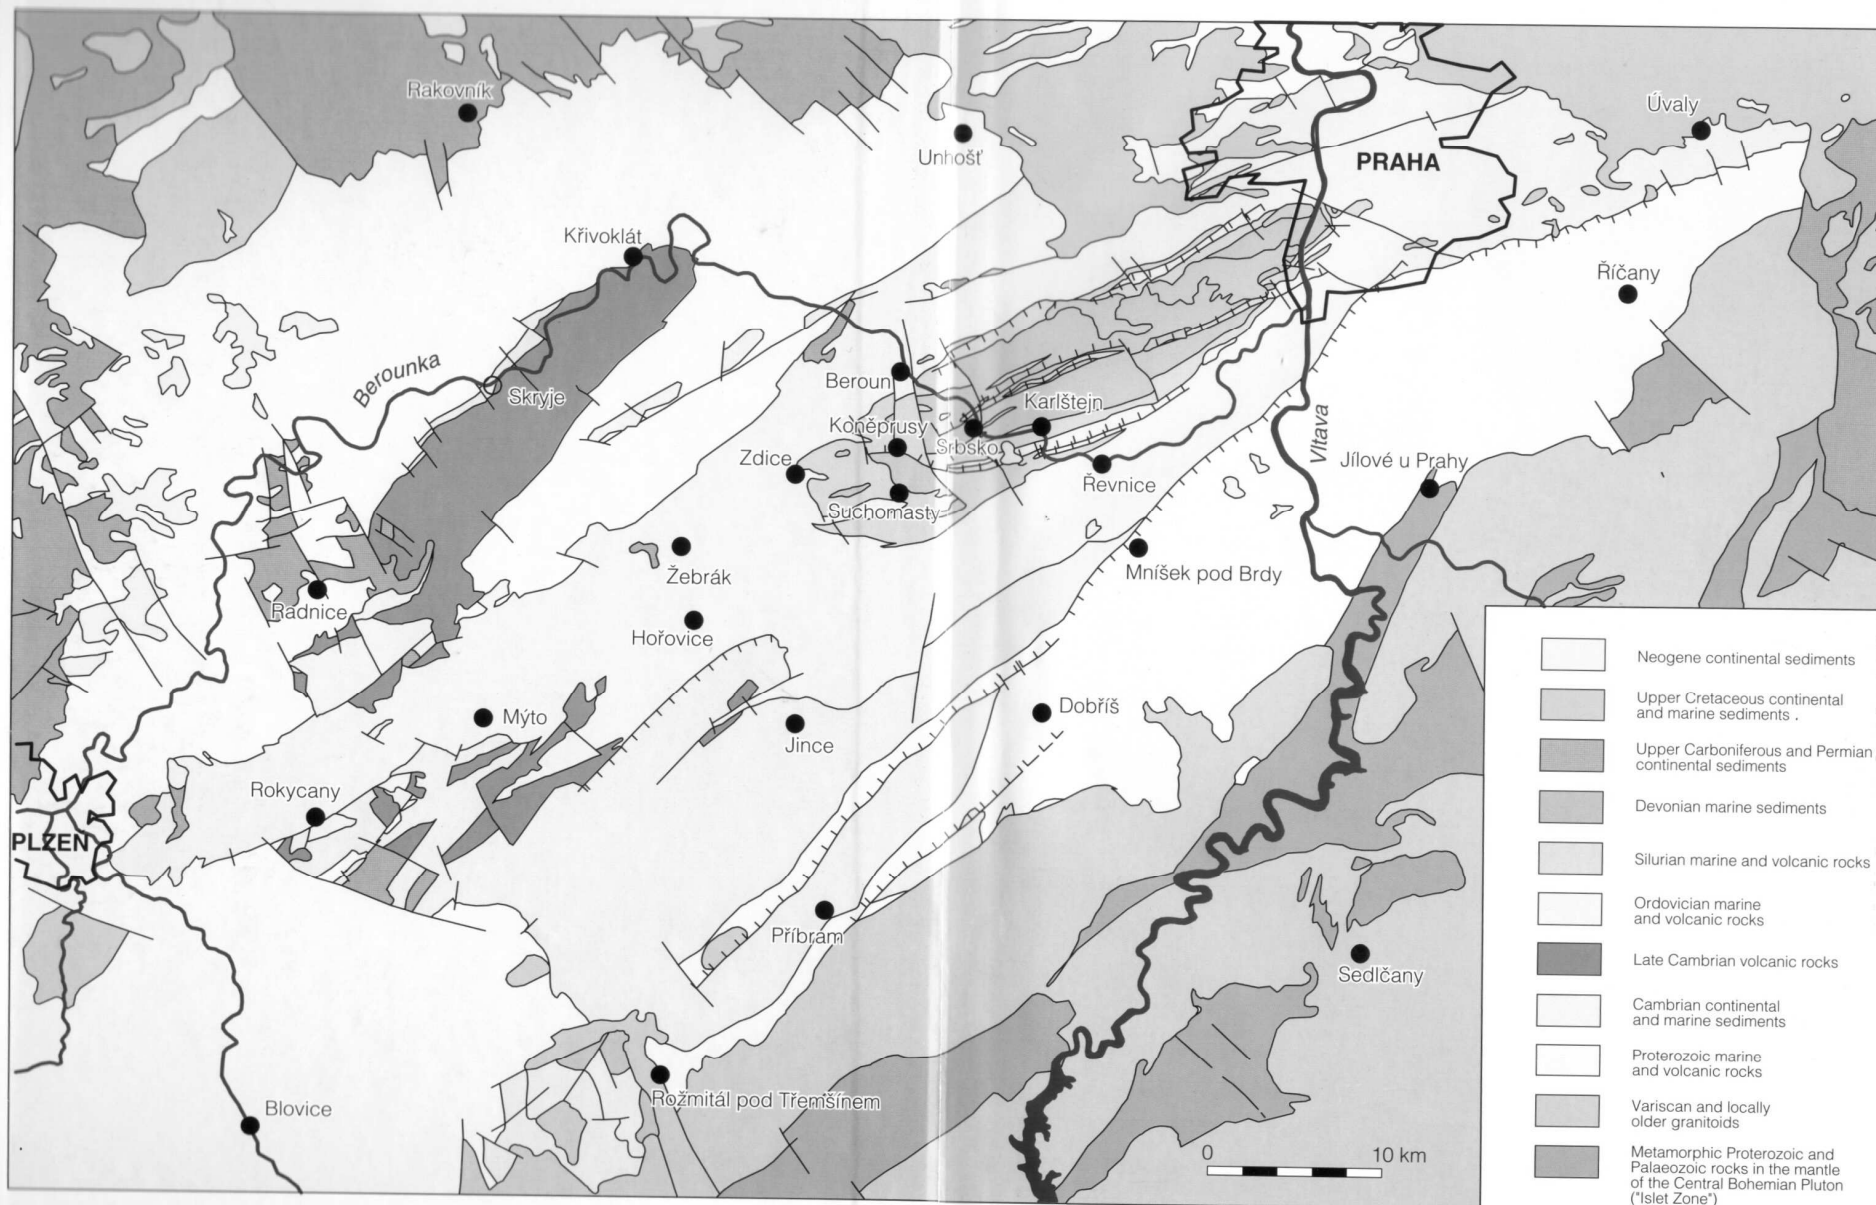 Rakovník
Unhošť
PRAHA
Úvaly
Křivoklát
Říčany
Berounka
Skryje
Beroun
Koněprusy
Karlštejn
Srbsko
Zdice
Řevnice
Suchomasty
Vltava
Jílové u Prahy
Žebrák
Mníšek pod Brdy
Radnice
Hořovice
Mýto
Jince
Dobříš
Rokycany
PLZEŇ
Příbram
Sedlčany
Rožmitál pod Třemšínem
Blovice
0 10 km
Neogene continental sediments
Upper Cretaceous continental
and marine sediments .
Upper Carboniferous and Permian
continental sediments
Devonian marine sediments
Silurian marine and volcanic rocks
Ordovician marine
and volcanic rocks
Late Cambrian volcanic rocks
Cambrian continental
and marine sediments
Proterozoic marine
and volcanic rocks
Variscan and locally
older granitoids
Metamorphic Proterozoic and
Palaeozoic rocks in the mantle
of the Central Bohemian Pluton
("Islet Zone")